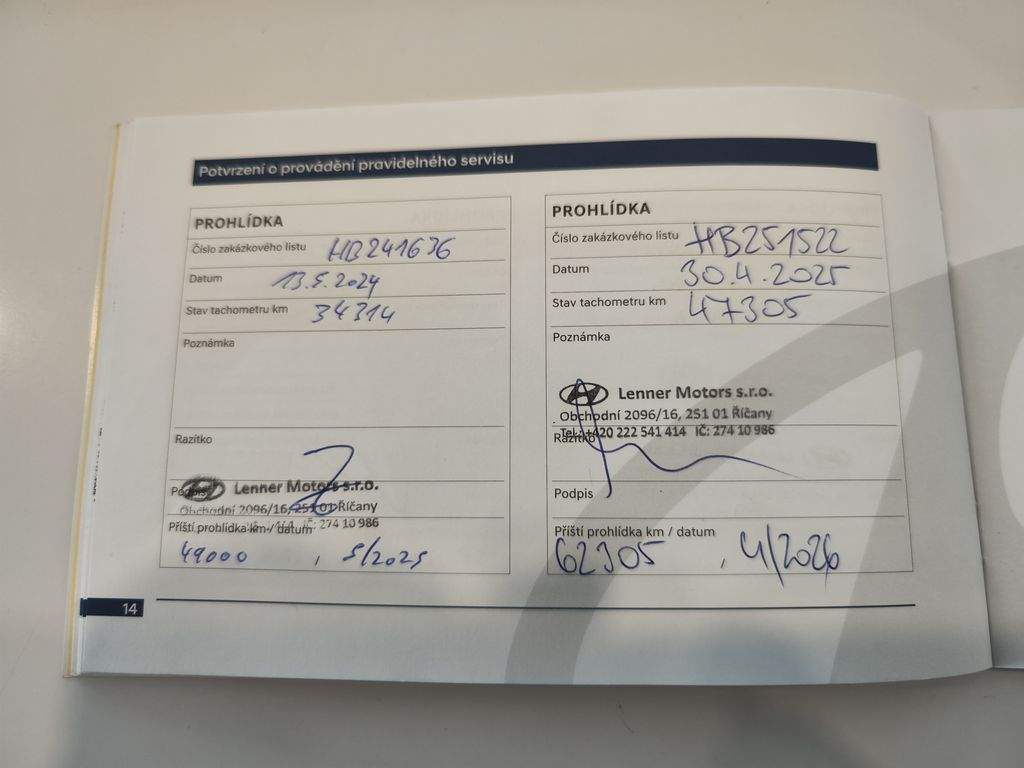 Potvrzení o provádění pravidelného servisu
PROHLÍDKA
Číslo zakázkového listu HB241636
Datum 13.5.2024
Stav tachometru km 34314
Poznámka
Razítko
Podpis
Lenner Motors s.r.o.
Obchodní 2096/16, 251 01 Říčany
IČ: 274 10 986
Příští prohlídka km / datum
49000 , 5/2025
PROHLÍDKA
Číslo zakázkového listu HB251522
Datum 30.4.2025
Stav tachometru km 47305
Poznámka
Lenner Motors s.r.o.
Obchodní 2096/16, 251 01 Říčany
Tel.: +420 222 541 414 IČ: 274 10 986
Razítko
Podpis
Příští prohlídka km / datum
62305 , 4/2026
14